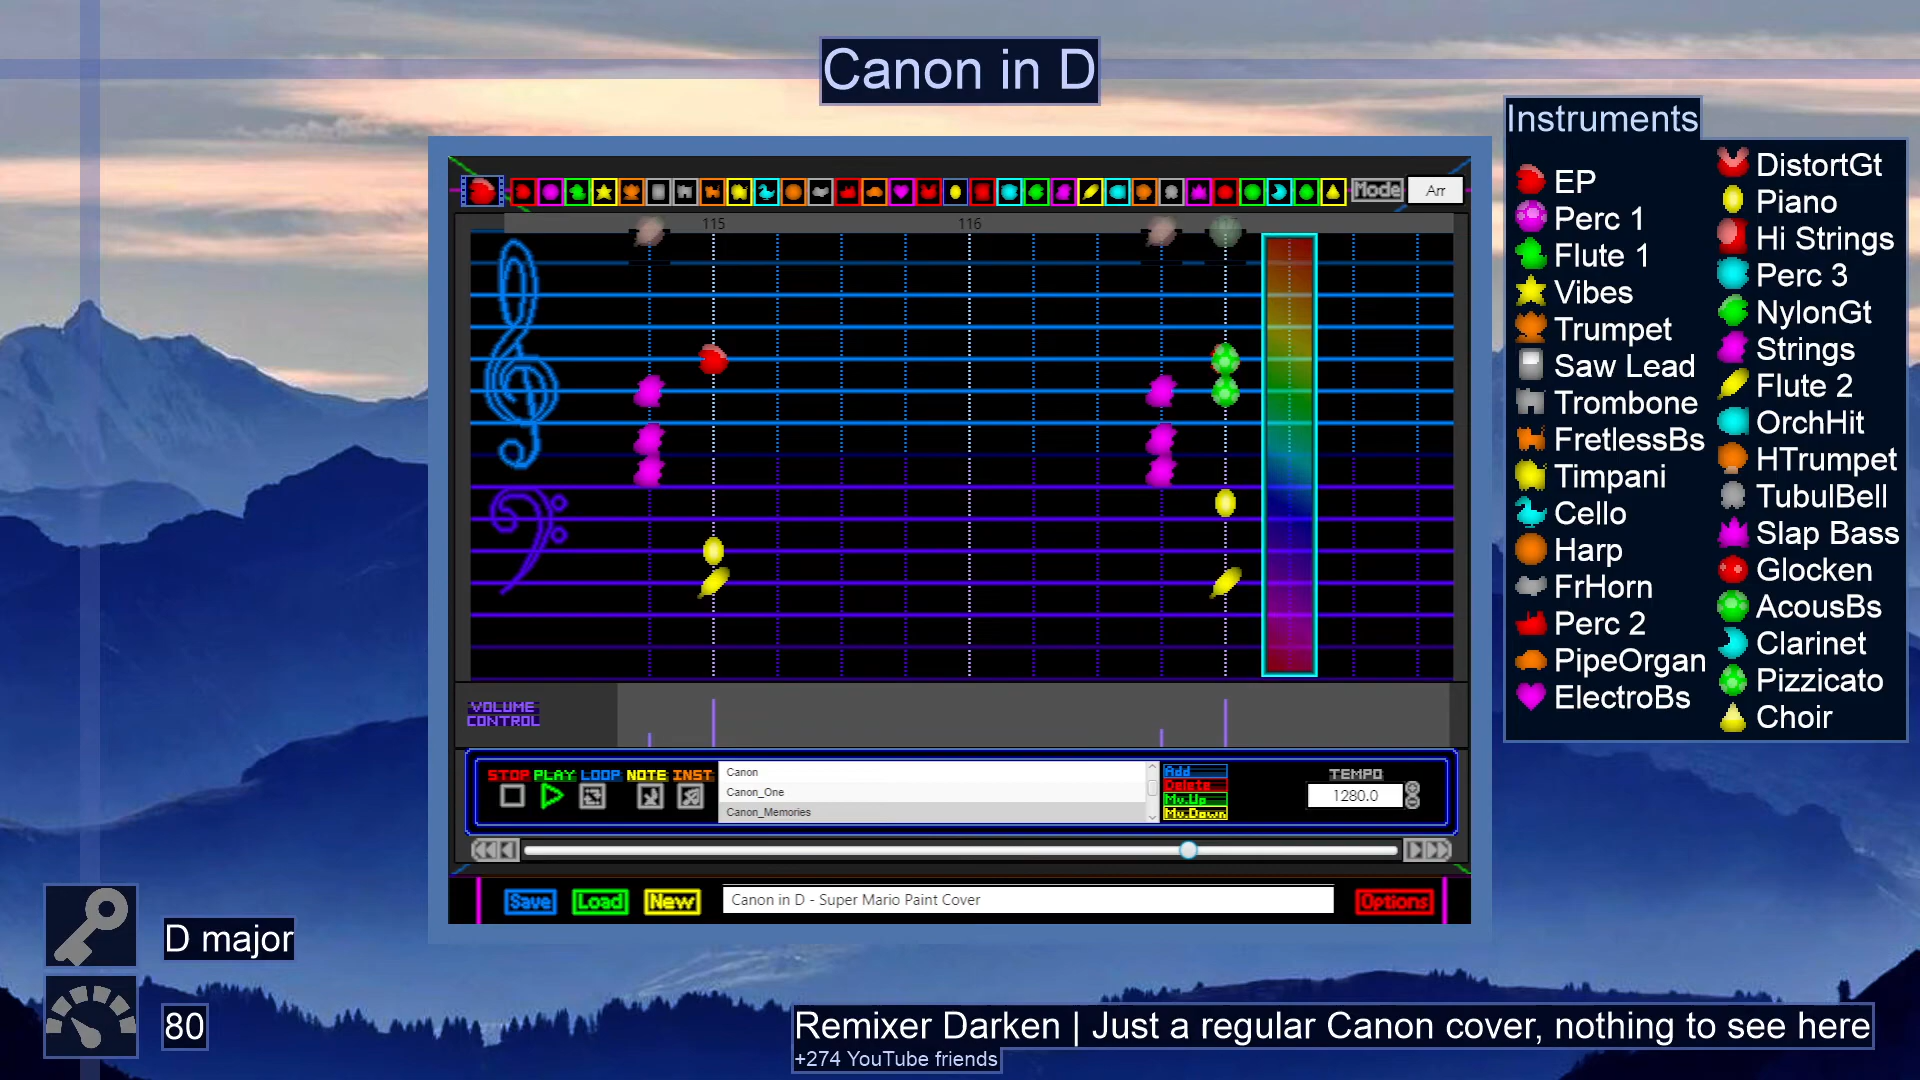 Canon in D
Instruments
EP
Perc 1
Flute 1
Vibes
Trumpet
Saw Lead
Trombone
FretlessBs
Timpani
Cello
Harp
FrHorn
Perc 2
PipeOrgan
ElectroBs
DistortGt
Piano
Hi Strings
Perc 3
NylonGt
Strings
Flute 2
OrchHit
HTrumpet
TubulBell
Slap Bass
Glocken
AcousBs
Clarinet
Pizzicato
Choir
Mode
Arr
115
116
VOLUME
CONTROL
STOP PLAY LOOP NOTE INST
Canon
Canon_One
Canon_Memories
Add
Delete
Mv.Up
Mv.Down
TEMPO
1280.0
Save
Load
New
Canon in D - Super Mario Paint Cover
Options
D major
80
Remixer Darken | Just a regular Canon cover, nothing to see here
+274 YouTube friends